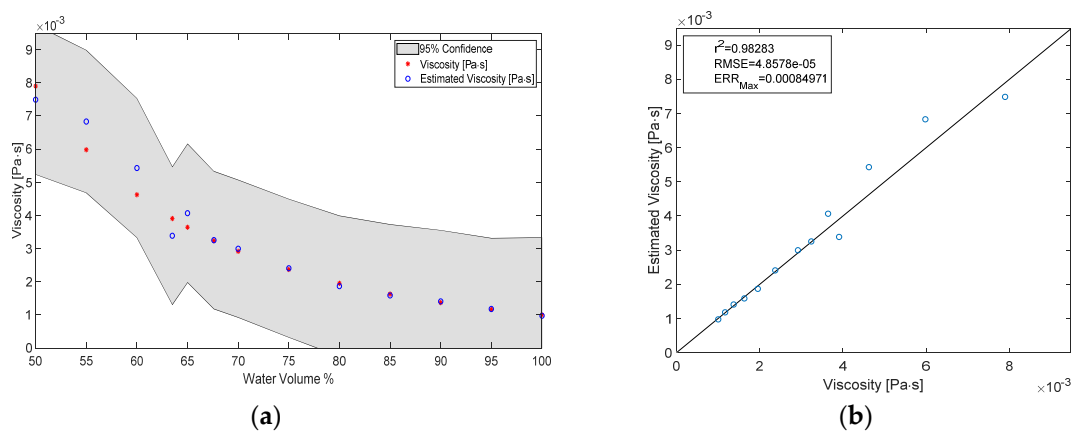 ×10⁻³
9
8
7
6
5
4
3
2
1
0
Viscosity [Pa·s]
95% Confidence
Viscosity [Pa·s]
Estimated Viscosity [Pa·s]
50 55 60 65 70 75 80 85 90 95 100
Water Volume %
(a)
×10⁻³
9
8
7
6
5
4
3
2
1
0
Estimated Viscosity [Pa·s]
r²=0.98283
RMSE=4.8578e-05
ERR_Max=0.00084971
0 2 4 6 8
Viscosity [Pa·s]
×10⁻³
(b)